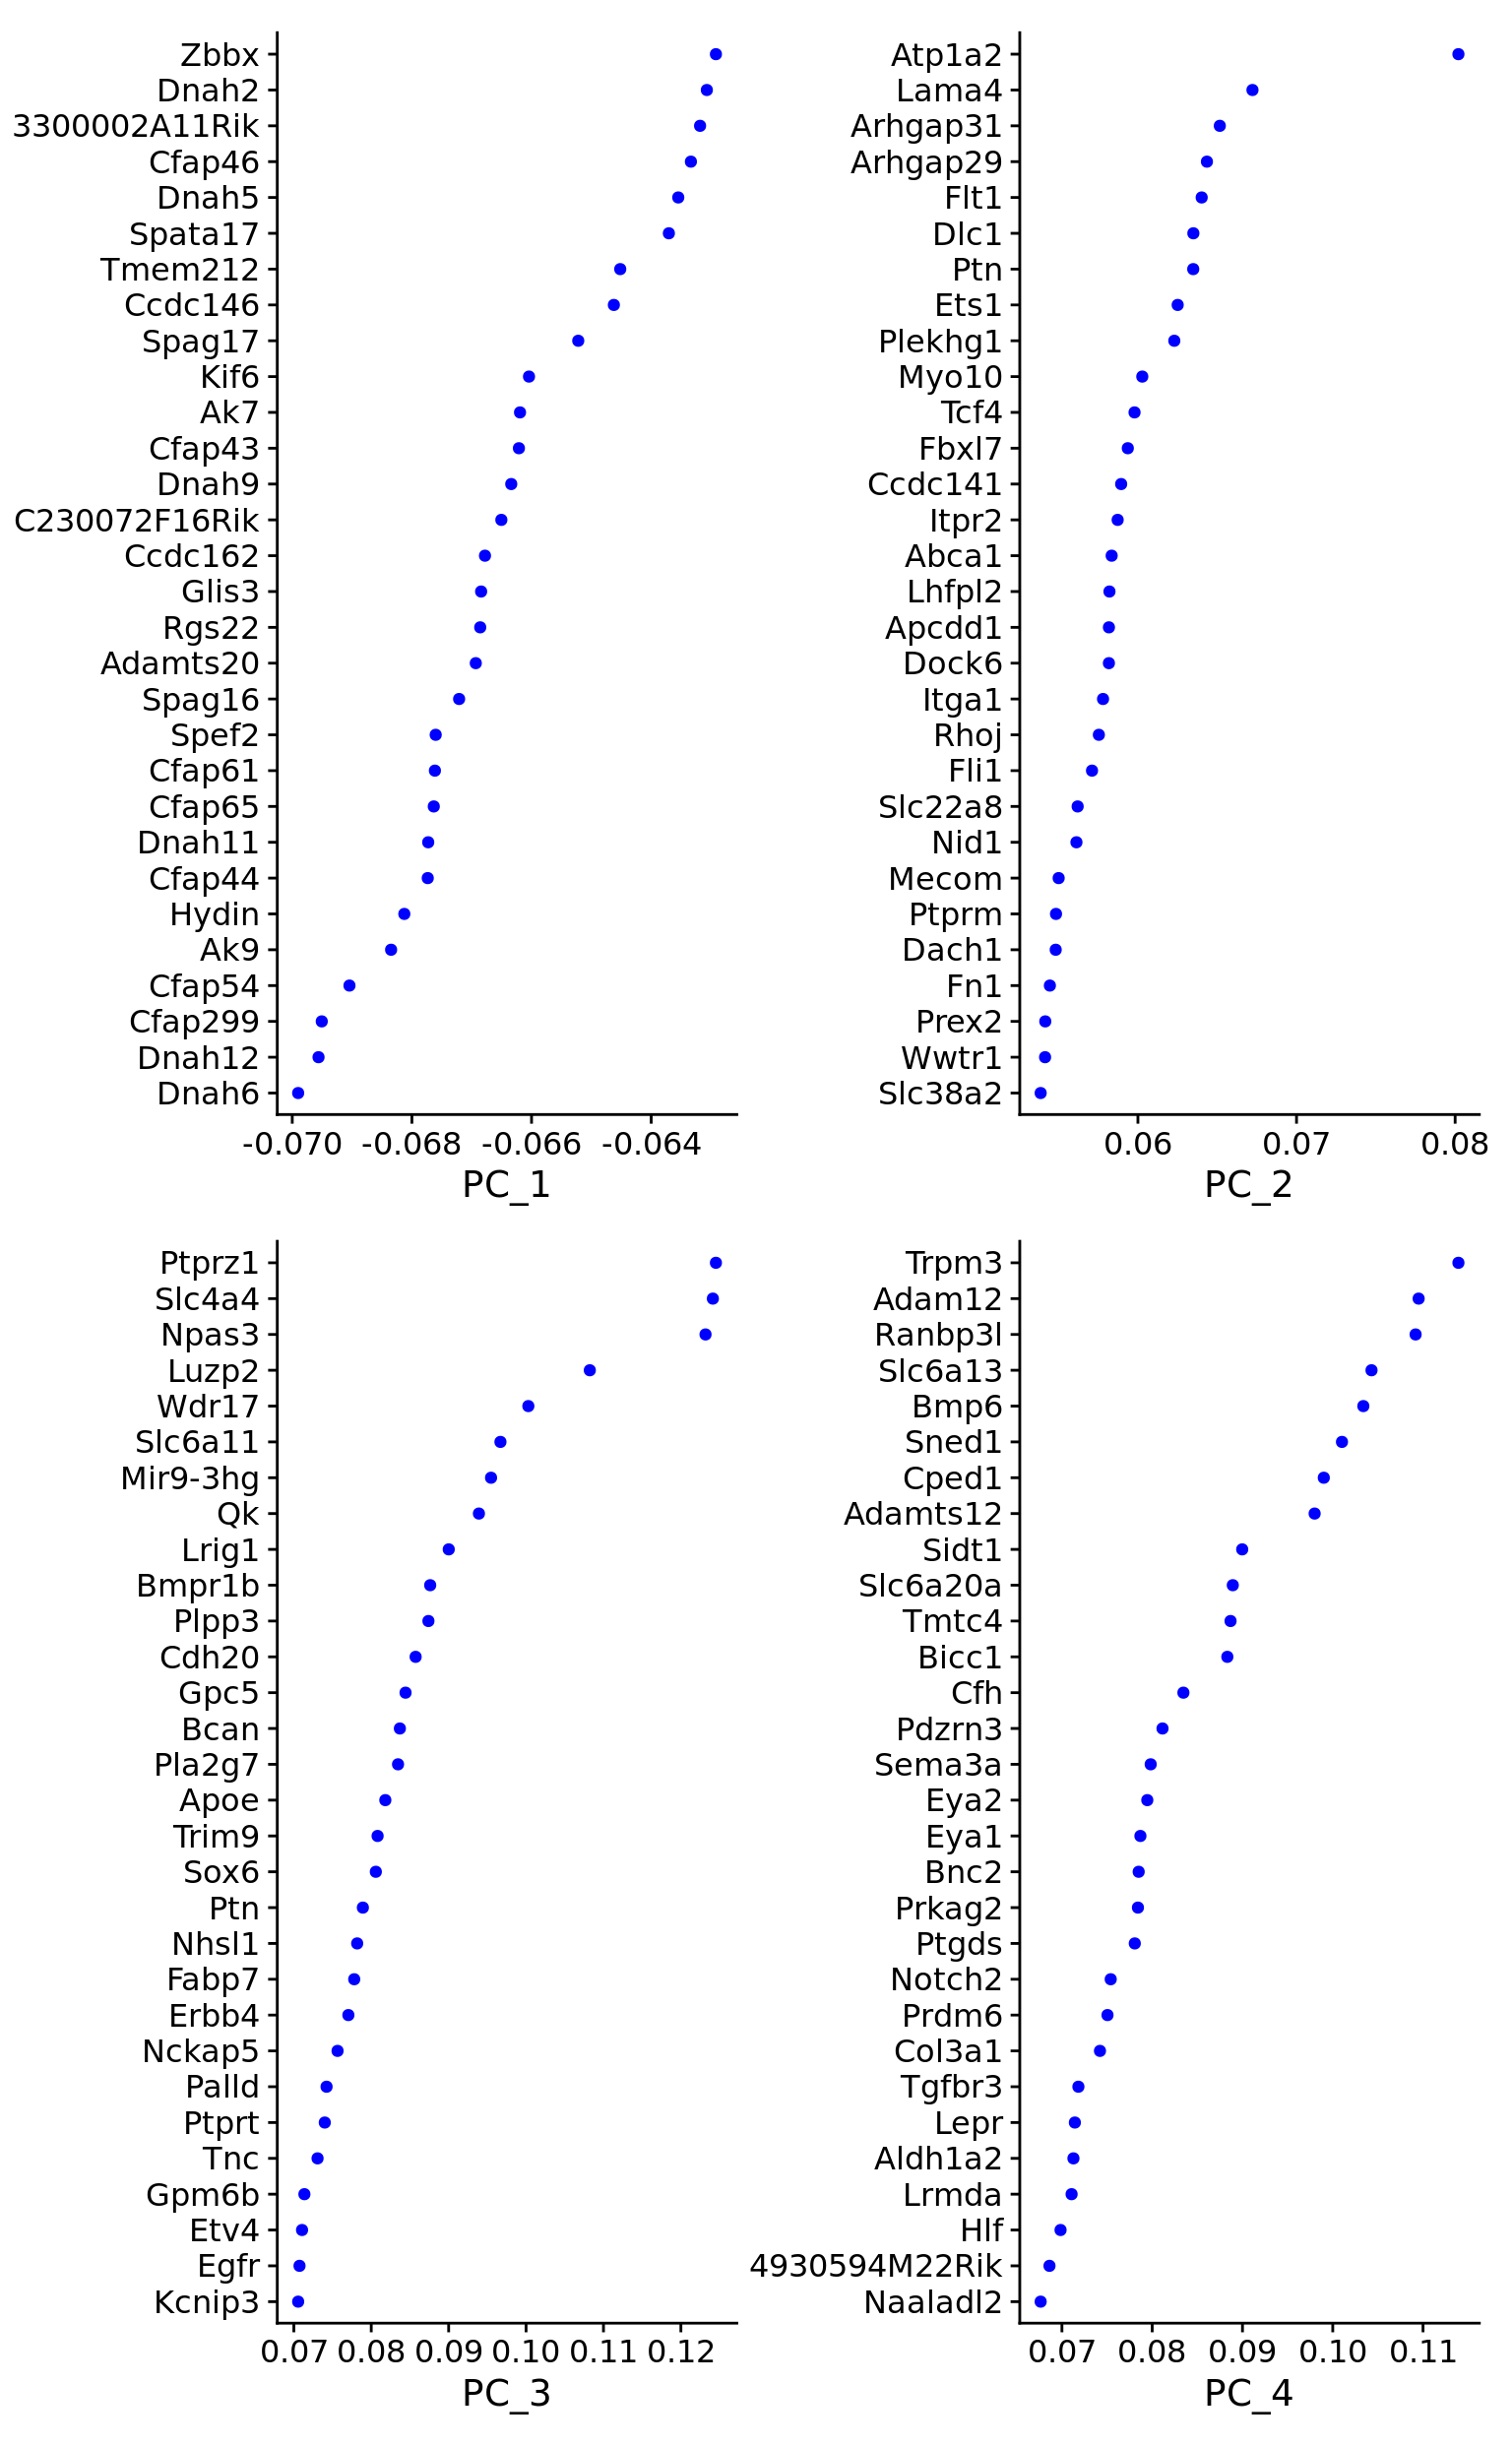 Zbbx
Dnah2
3300002A11Rik
Cfap46
Dnah5
Spata17
Tmem212
Ccdc146
Spag17
Kif6
Ak7
Cfap43
Dnah9
C230072F16Rik
Ccdc162
Glis3
Rgs22
Adamts20
Spag16
Spef2
Cfap61
Cfap65
Dnah11
Cfap44
Hydin
Ak9
Cfap54
Cfap299
Dnah12
Dnah6
-0.070 -0.068 -0.066 -0.064
PC_1
Atp1a2
Lama4
Arhgap31
Arhgap29
Flt1
Dlc1
Ptn
Ets1
Plekhg1
Myo10
Tcf4
Fbxl7
Ccdc141
Itpr2
Abca1
Lhfpl2
Apcdd1
Dock6
Itga1
Rhoj
Fli1
Slc22a8
Nid1
Mecom
Ptprm
Dach1
Fn1
Prex2
Wwtr1
Slc38a2
0.06 0.07 0.08
PC_2
Ptprz1
Slc4a4
Npas3
Luzp2
Wdr17
Slc6a11
Mir9-3hg
Qk
Lrig1
Bmpr1b
Plpp3
Cdh20
Gpc5
Bcan
Pla2g7
Apoe
Trim9
Sox6
Ptn
Nhsl1
Fabp7
Erbb4
Nckap5
Palld
Ptprt
Tnc
Gpm6b
Etv4
Egfr
Kcnip3
0.07 0.08 0.09 0.10 0.11 0.12
PC_3
Trpm3
Adam12
Ranbp3l
Slc6a13
Bmp6
Sned1
Cped1
Adamts12
Sidt1
Slc6a20a
Tmtc4
Bicc1
Cfh
Pdzrn3
Sema3a
Eya2
Eya1
Bnc2
Prkag2
Ptgds
Notch2
Prdm6
Col3a1
Tgfbr3
Lepr
Aldh1a2
Lrmda
Hlf
4930594M22Rik
Naaladl2
0.07 0.08 0.09 0.10 0.11
PC_4